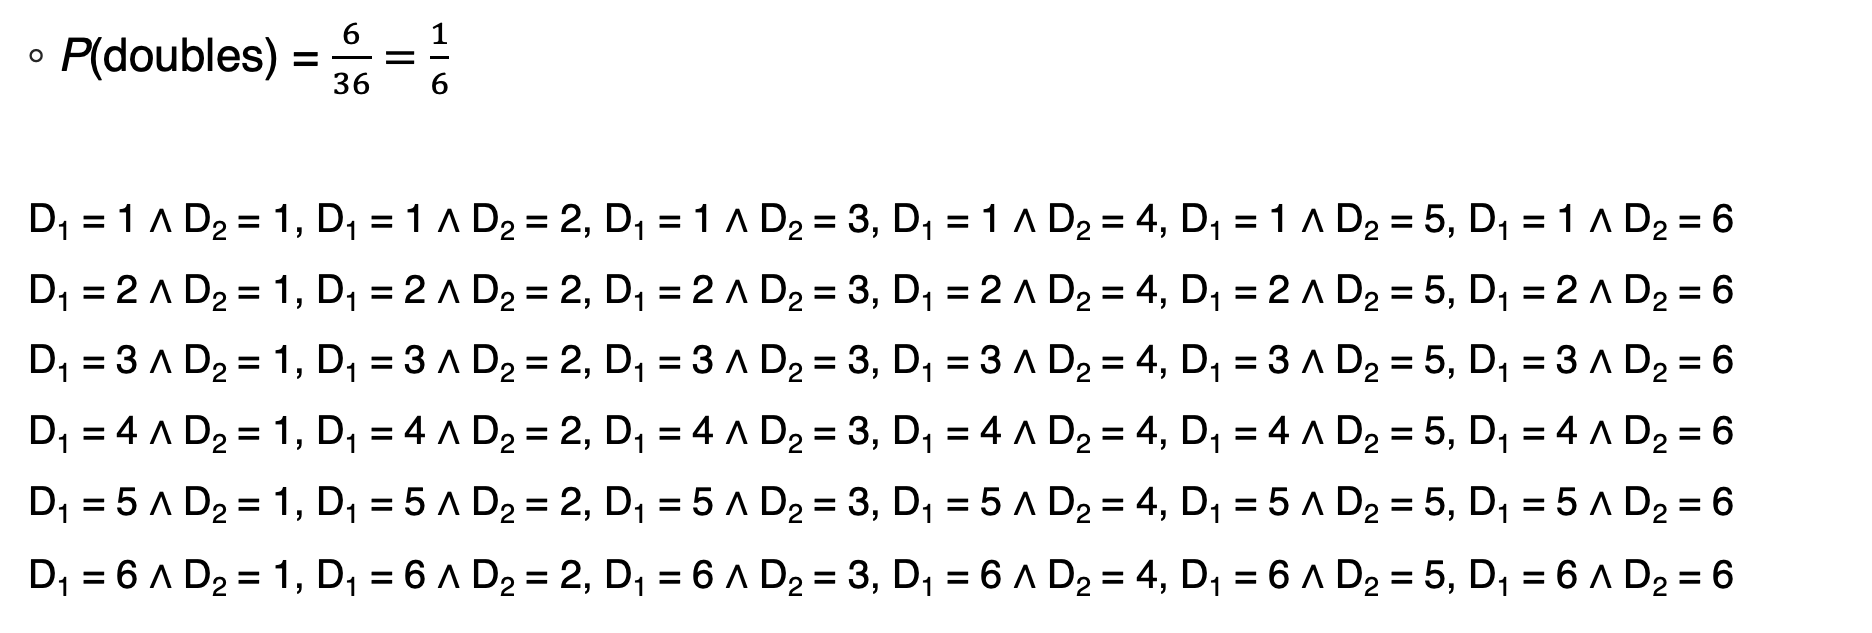 ◦ P(doubles) = 6/36 = 1/6
D₁ = 1 ∧ D₂ = 1, D₁ = 1 ∧ D₂ = 2, D₁ = 1 ∧ D₂ = 3, D₁ = 1 ∧ D₂ = 4, D₁ = 1 ∧ D₂ = 5, D₁ = 1 ∧ D₂ = 6
D₁ = 2 ∧ D₂ = 1, D₁ = 2 ∧ D₂ = 2, D₁ = 2 ∧ D₂ = 3, D₁ = 2 ∧ D₂ = 4, D₁ = 2 ∧ D₂ = 5, D₁ = 2 ∧ D₂ = 6
D₁ = 3 ∧ D₂ = 1, D₁ = 3 ∧ D₂ = 2, D₁ = 3 ∧ D₂ = 3, D₁ = 3 ∧ D₂ = 4, D₁ = 3 ∧ D₂ = 5, D₁ = 3 ∧ D₂ = 6
D₁ = 4 ∧ D₂ = 1, D₁ = 4 ∧ D₂ = 2, D₁ = 4 ∧ D₂ = 3, D₁ = 4 ∧ D₂ = 4, D₁ = 4 ∧ D₂ = 5, D₁ = 4 ∧ D₂ = 6
D₁ = 5 ∧ D₂ = 1, D₁ = 5 ∧ D₂ = 2, D₁ = 5 ∧ D₂ = 3, D₁ = 5 ∧ D₂ = 4, D₁ = 5 ∧ D₂ = 5, D₁ = 5 ∧ D₂ = 6
D₁ = 6 ∧ D₂ = 1, D₁ = 6 ∧ D₂ = 2, D₁ = 6 ∧ D₂ = 3, D₁ = 6 ∧ D₂ = 4, D₁ = 6 ∧ D₂ = 5, D₁ = 6 ∧ D₂ = 6